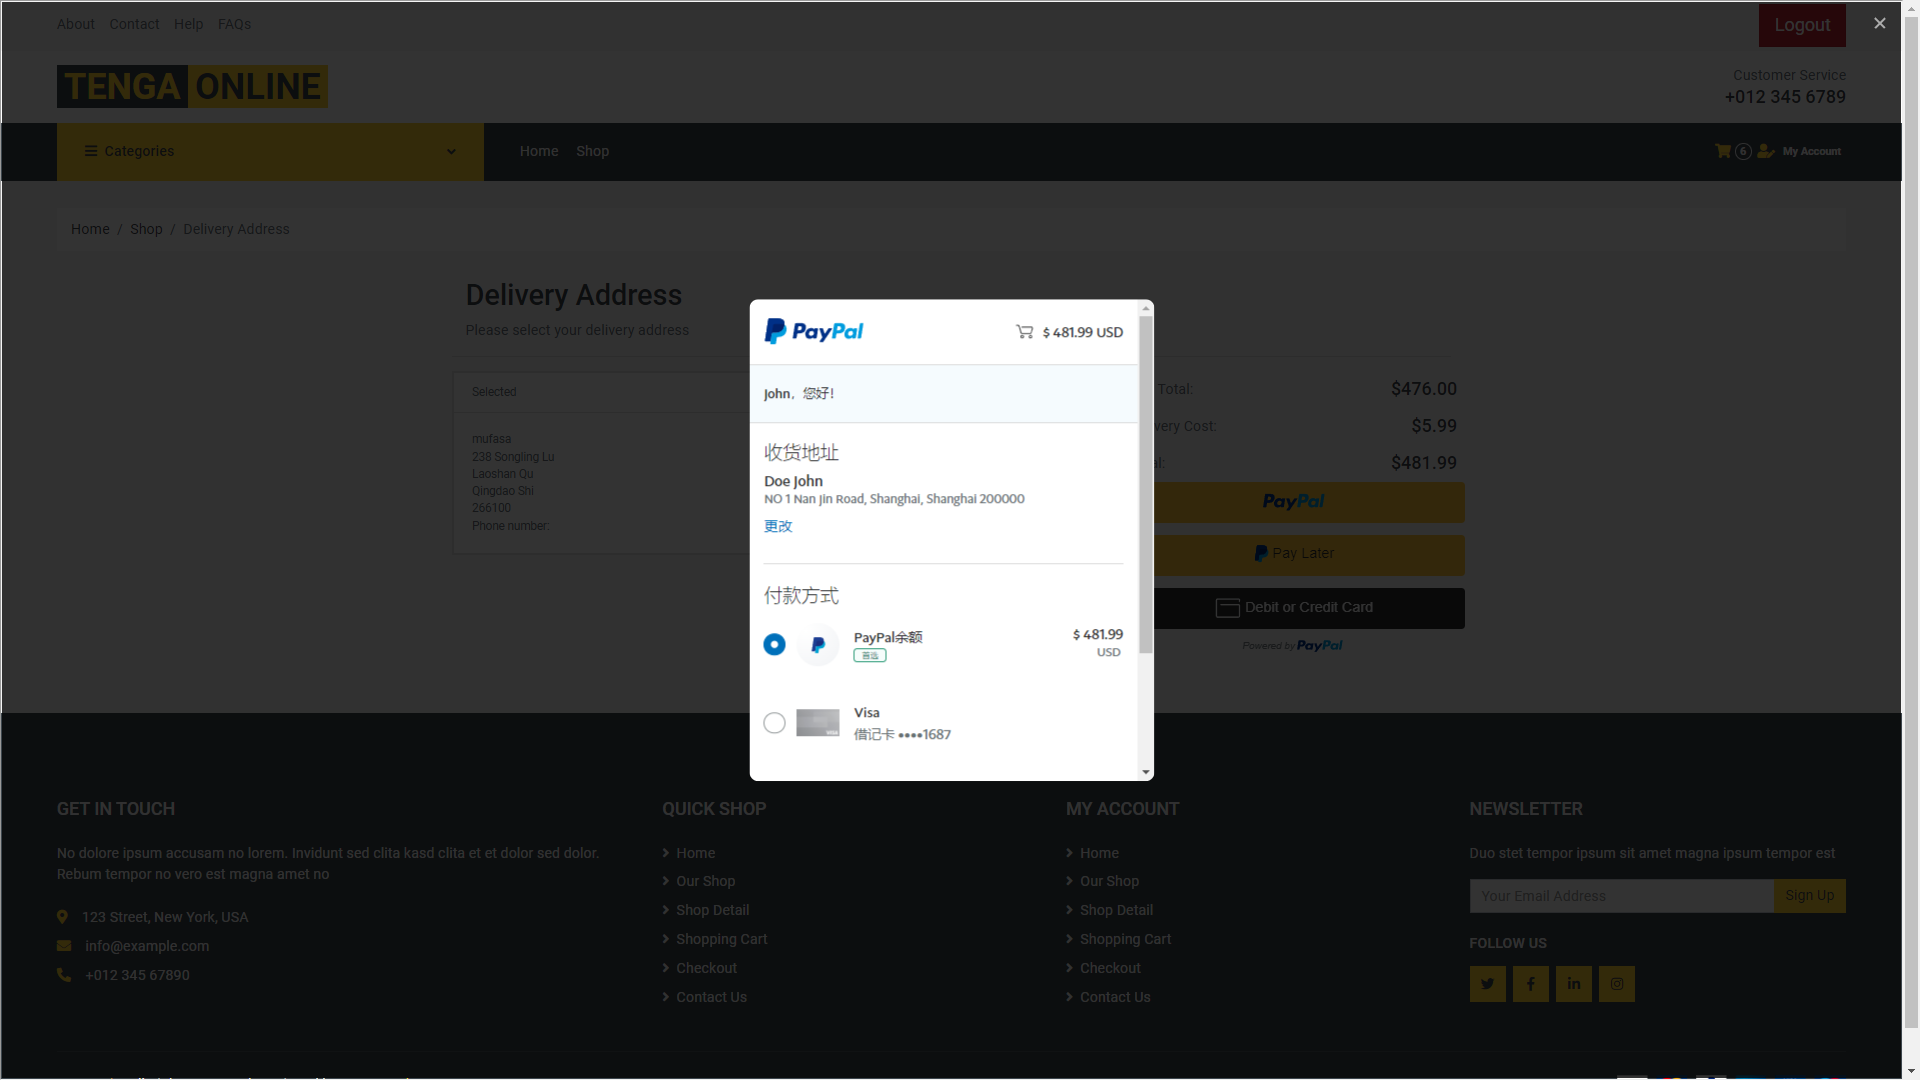 About Contact Help FAQs
Logout
TENGA ONLINE
Customer Service
+012 345 6789
Categories
Home Shop
6 My Account
Home / Shop / Delivery Address
Delivery Address
Please select your delivery address
Selected
mufasa
238 Songling Lu
Laoshan Qu
Qingdao Shi
266100
Phone number:
PayPal
$ 481.99 USD
John，您好！
收货地址
Doe John
NO 1 Nan Jin Road, Shanghai, Shanghai 200000
更改
付款方式
PayPal余额
首选
$ 481.99
USD
Visa
借记卡 ••••1687
Total: $476.00
very Cost: $5.99
al: $481.99
PayPal
Pay Later
Debit or Credit Card
Powered by PayPal
GET IN TOUCH
No dolore ipsum accusam no lorem. Invidunt sed clita kasd clita et et dolor sed dolor.
Rebum tempor no vero est magna amet no
123 Street, New York, USA
info@example.com
+012 345 67890
QUICK SHOP
Home
Our Shop
Shop Detail
Shopping Cart
Checkout
Contact Us
MY ACCOUNT
Home
Our Shop
Shop Detail
Shopping Cart
Checkout
Contact Us
NEWSLETTER
Duo stet tempor ipsum sit amet magna ipsum tempor est
Your Email Address
Sign Up
FOLLOW US